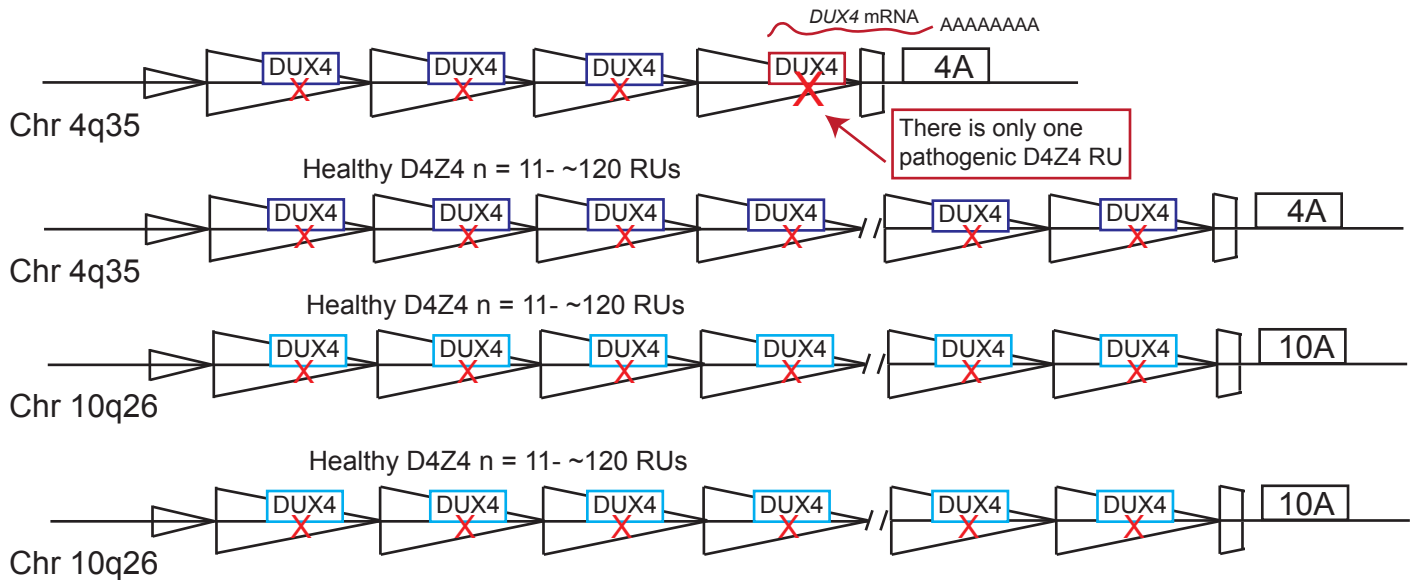 DUX4 mRNA AAAAAAAA
DUX4 DUX4 DUX4 DUX4 4A
X X X X
Chr 4q35
There is only one
pathogenic D4Z4 RU
Healthy D4Z4 n = 11- ~120 RUs
DUX4 DUX4 DUX4 DUX4 // DUX4 DUX4 4A
X X X X X X
Chr 4q35
Healthy D4Z4 n = 11- ~120 RUs
DUX4 DUX4 DUX4 DUX4 // DUX4 DUX4 10A
X X X X X X
Chr 10q26
Healthy D4Z4 n = 11- ~120 RUs
DUX4 DUX4 DUX4 DUX4 // DUX4 DUX4 10A
X X X X X X
Chr 10q26